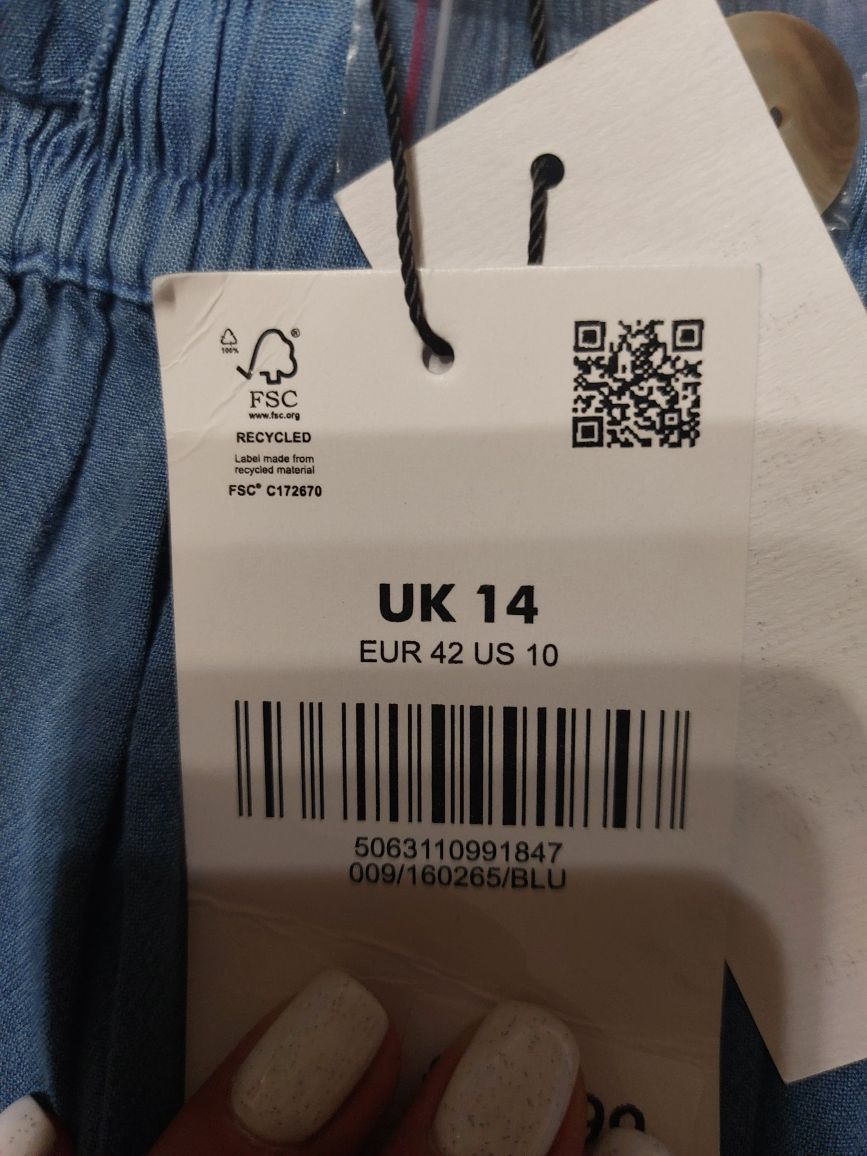 100%
®
FSC
www.fsc.org
RECYCLED
Label made from
recycled material
FSC® C172670
UK 14
EUR 42 US 10
5063110991847
009/160265/BLU